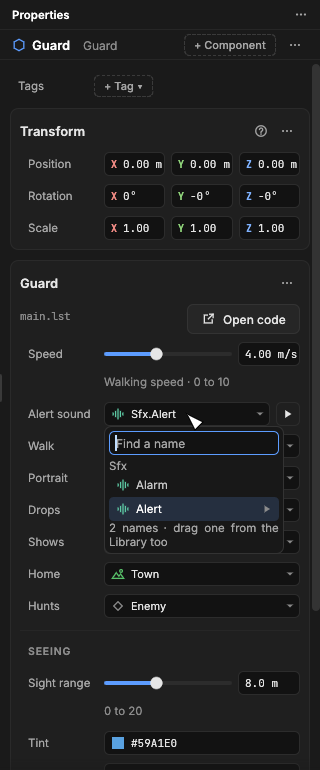 Properties
Guard Guard + Component
Tags + Tag
Transform
Position X 0.00 m Y 0.00 m Z 0.00 m
Rotation X 0° Y -0° Z -0°
Scale X 1.00 Y 1.00 Z 1.00
Guard
main.lst Open code
Speed 4.00 m/s
Walking speed · 0 to 10
Alert sound Sfx.Alert
Walk
Find a name
Sfx
Portrait
Alarm
Drops
Alert
Shows
2 names · drag one from the
Library too
Home Town
Hunts Enemy
SEEING
Sight range 8.0 m
0 to 20
Tint #59A1E0